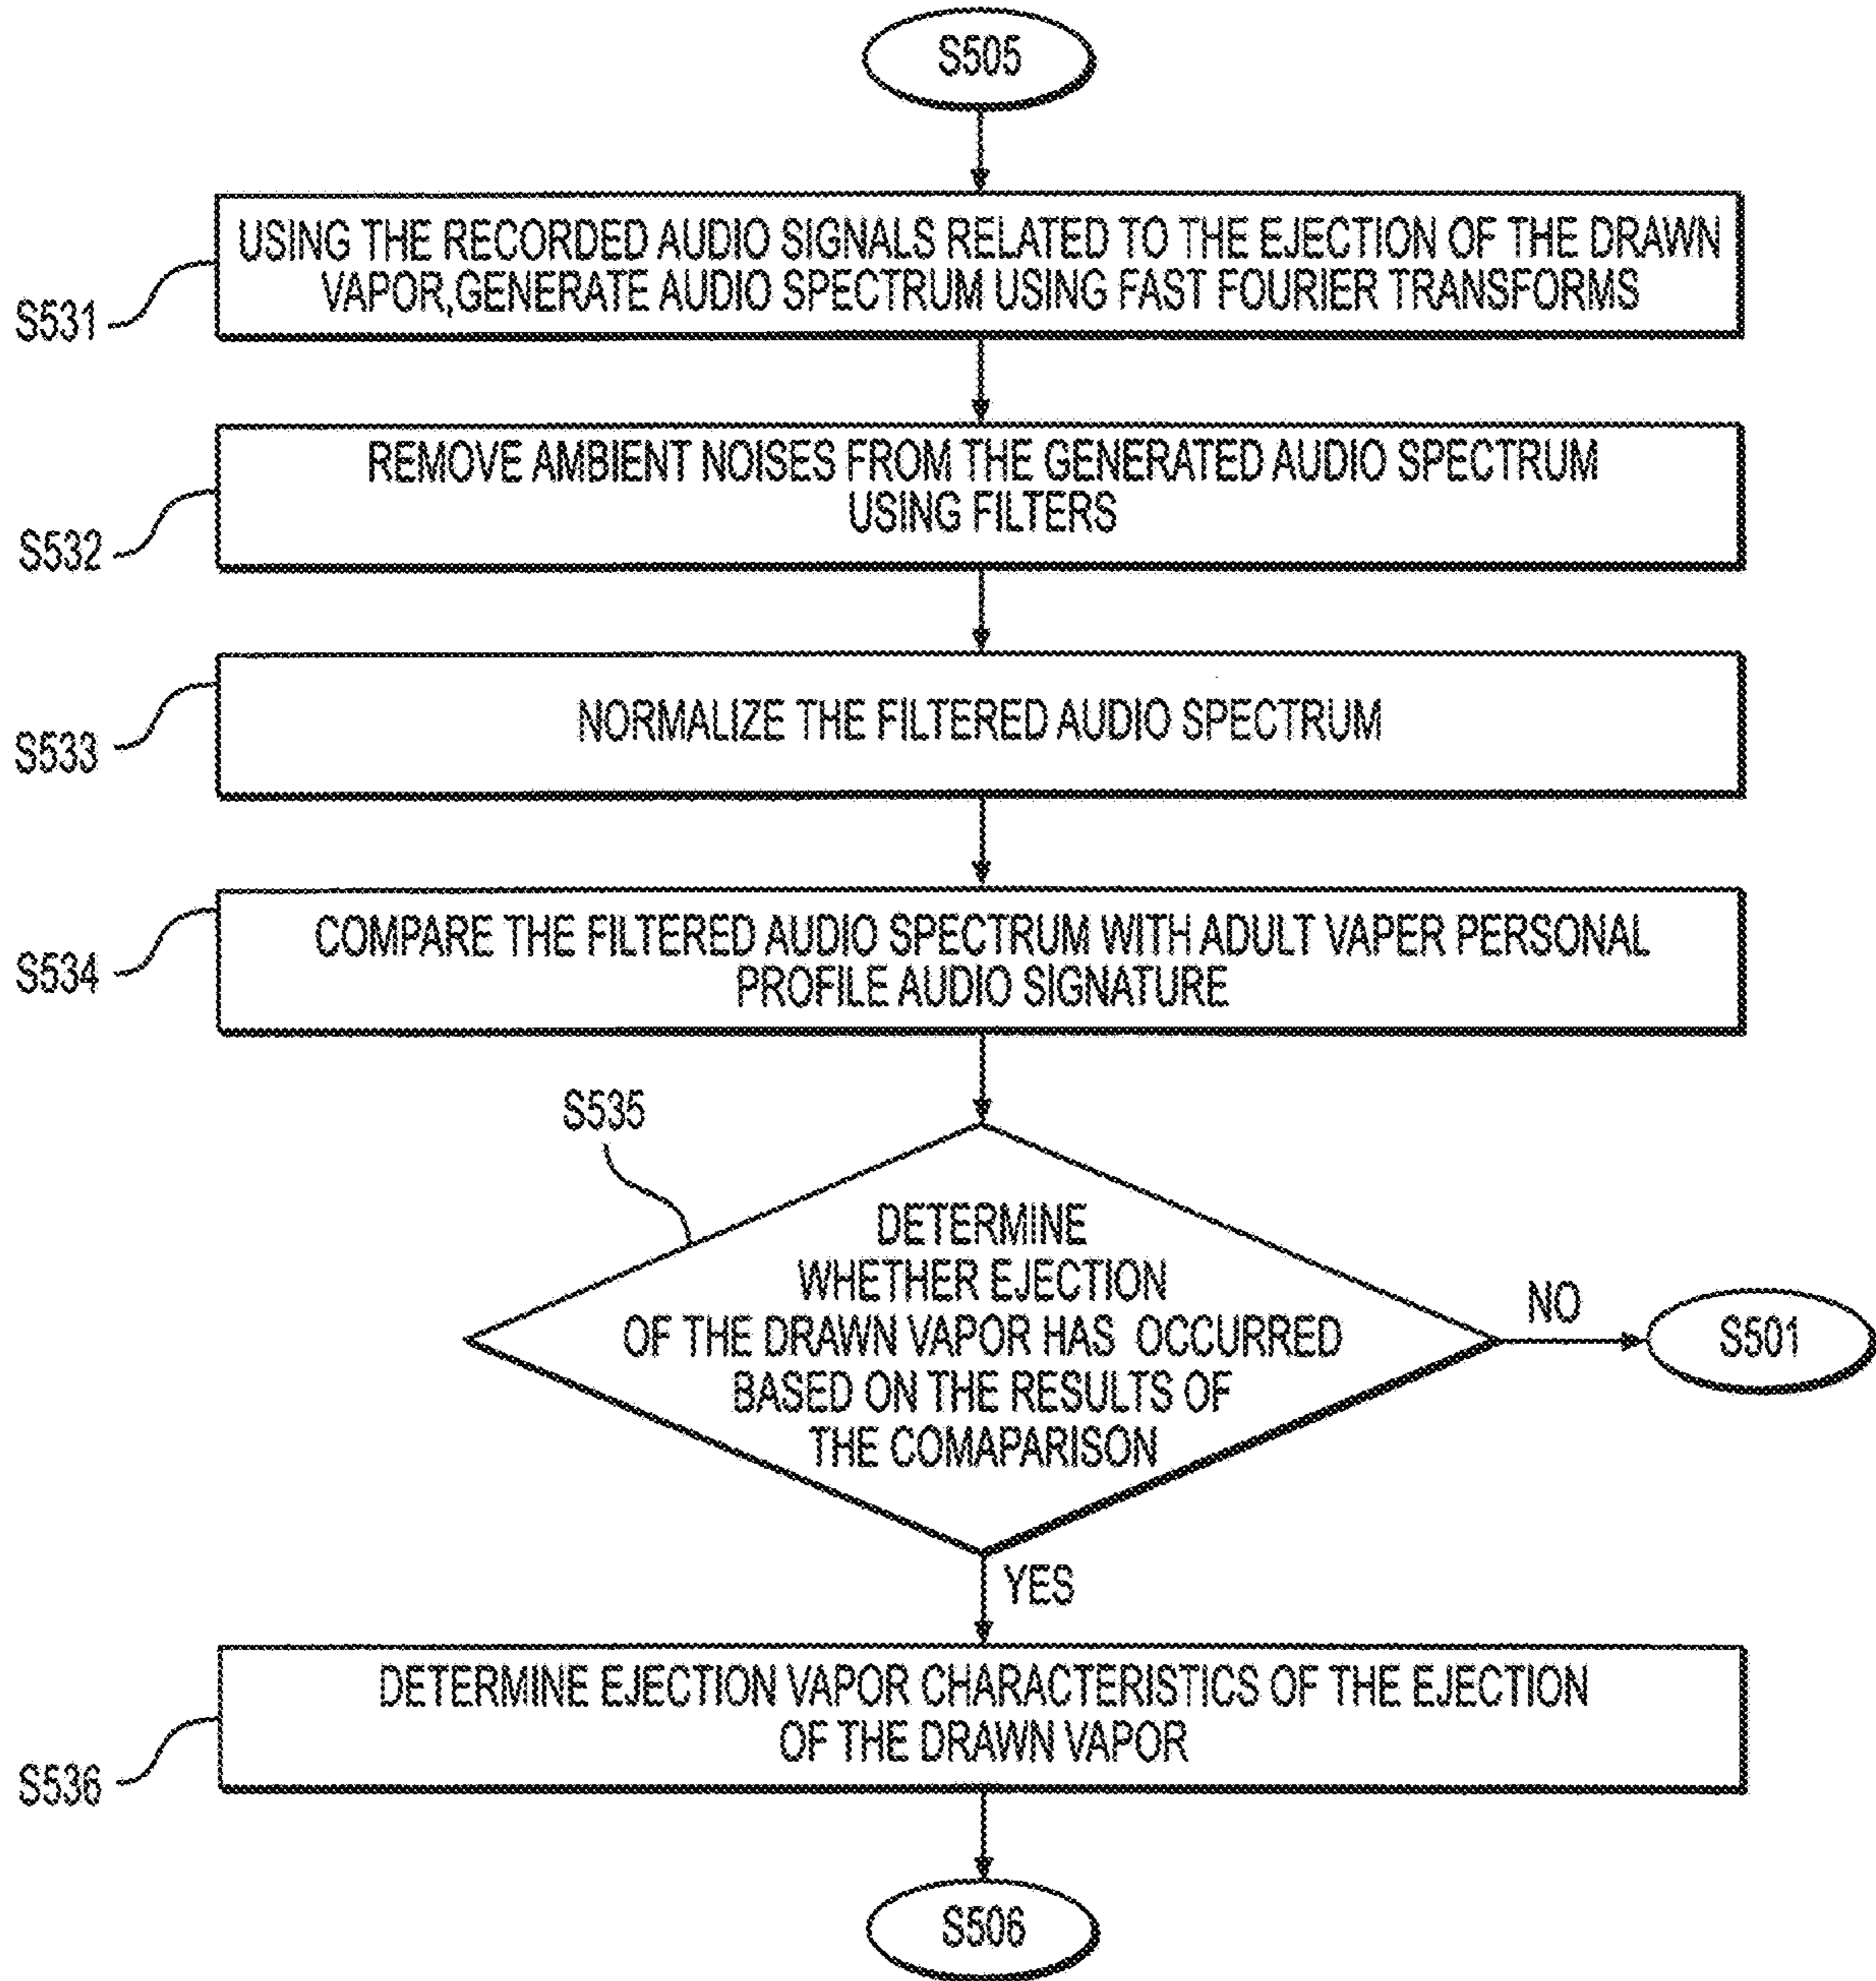 S505
USING THE RECORDED AUDIO SIGNALS RELATED TO THE EJECTION OF THE DRAWN
VAPOR,GENERATE AUDIO SPECTRUM USING FAST FOURIER TRANSFORMS
S531
REMOVE AMBIENT NOISES FROM THE GENERATED AUDIO SPECTRUM
USING FILTERS
S532
NORMALIZE THE FILTERED AUDIO SPECTRUM
S533
COMPARE THE FILTERED AUDIO SPECTRUM WITH ADULT VAPER PERSONAL
PROFILE AUDIO SIGNATURE
S534
S535
DETERMINE
WHETHER EJECTION
OF THE DRAWN VAPOR HAS OCCURRED
BASED ON THE RESULTS OF
THE COMAPARISON
NO
S501
YES
DETERMINE EJECTION VAPOR CHARACTERISTICS OF THE EJECTION
OF THE DRAWN VAPOR
S536
S506